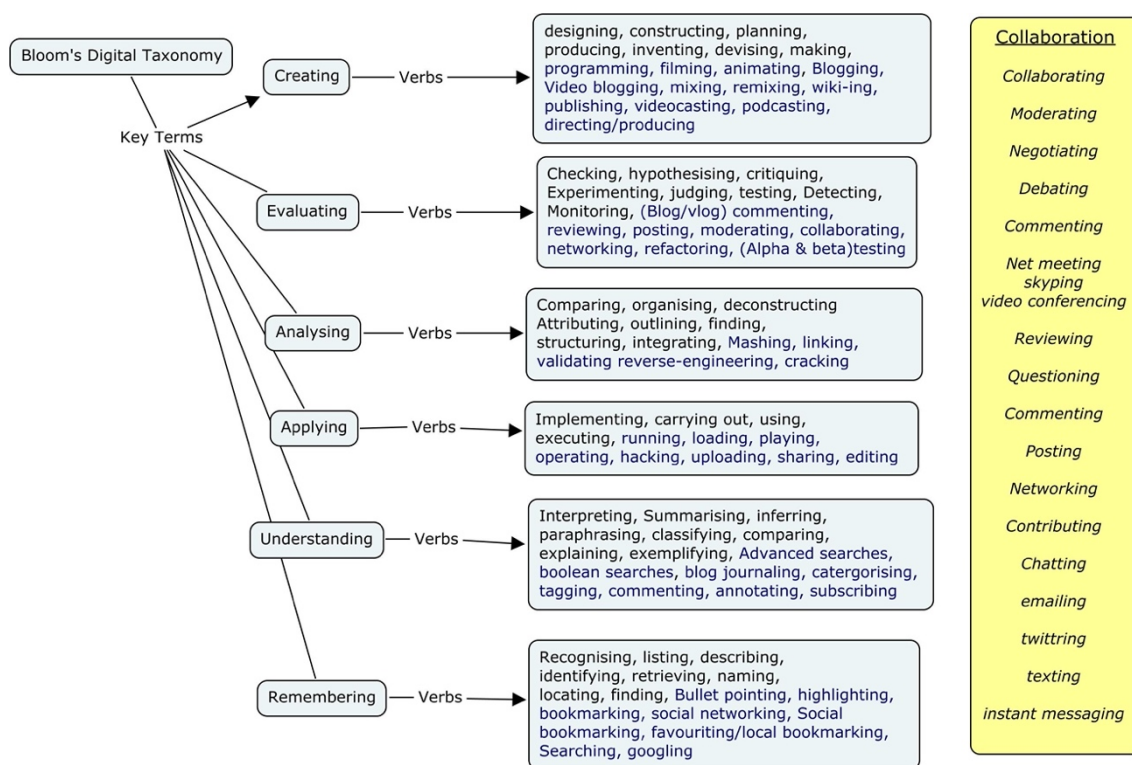 Bloom's Digital Taxonomy
Key Terms
Creating
Verbs
designing, constructing, planning,
producing, inventing, devising, making,
programming, filming, animating, Blogging,
Video blogging, mixing, remixing, wiki-ing,
publishing, videocasting, podcasting,
directing/producing
Evaluating
Verbs
Checking, hypothesising, critiquing,
Experimenting, judging, testing, Detecting,
Monitoring, (Blog/vlog) commenting,
reviewing, posting, moderating, collaborating,
networking, refactoring, (Alpha & beta)testing
Analysing
Verbs
Comparing, organising, deconstructing
Attributing, outlining, finding,
structuring, integrating, Mashing, linking,
validating reverse-engineering, cracking
Applying
Verbs
Implementing, carrying out, using,
executing, running, loading, playing,
operating, hacking, uploading, sharing, editing
Understanding
Verbs
Interpreting, Summarising, inferring,
paraphrasing, classifying, comparing,
explaining, exemplifying, Advanced searches,
boolean searches, blog journaling, catergorising,
tagging, commenting, annotating, subscribing
Remembering
Verbs
Recognising, listing, describing,
identifying, retrieving, naming,
locating, finding, Bullet pointing, highlighting,
bookmarking, social networking, Social
bookmarking, favouriting/local bookmarking,
Searching, googling
Collaboration
Collaborating
Moderating
Negotiating
Debating
Commenting
Net meeting
skyping
video conferencing
Reviewing
Questioning
Commenting
Posting
Networking
Contributing
Chatting
emailing
twittring
texting
instant messaging